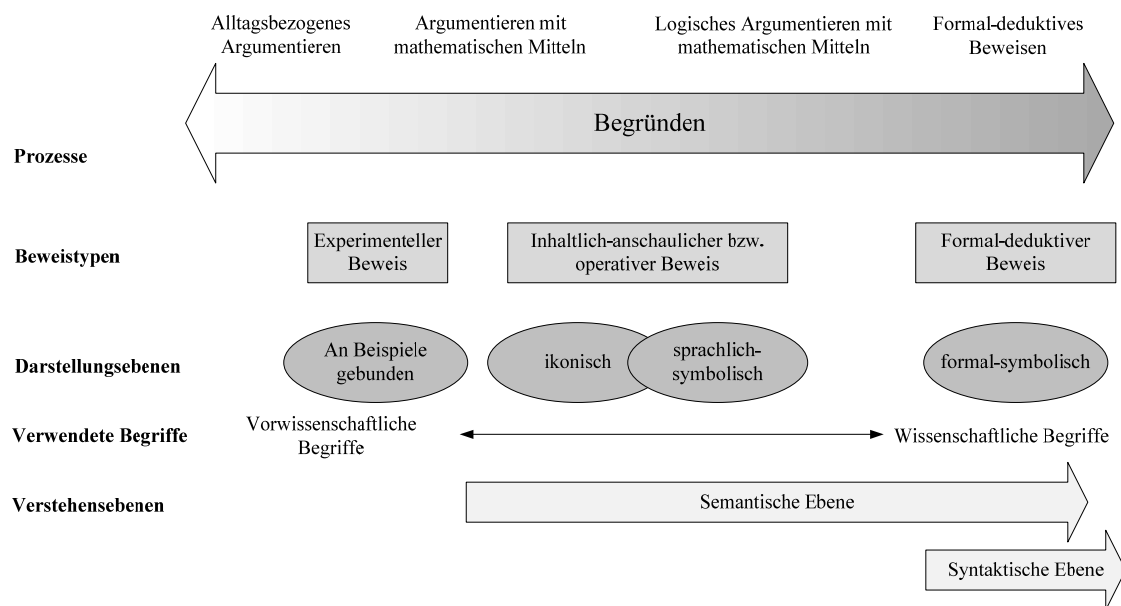 Alltagsbezogenes
Argumentieren
Argumentieren mit
mathematischen Mitteln
Logisches Argumentieren mit
mathematischen Mitteln
Formal-deduktives
Beweisen
Begründen
Prozesse
Beweistypen
Experimenteller
Beweis
Inhaltlich-anschaulicher bzw.
operativer Beweis
Formal-deduktiver
Beweis
Darstellungsebenen
An Beispiele
gebunden
ikonisch
sprachlich-
symbolisch
formal-symbolisch
Verwendete Begriffe
Vorwissenschaftliche
Begriffe
Wissenschaftliche Begriffe
Verstehensebenen
Semantische Ebene
Syntaktische Ebene